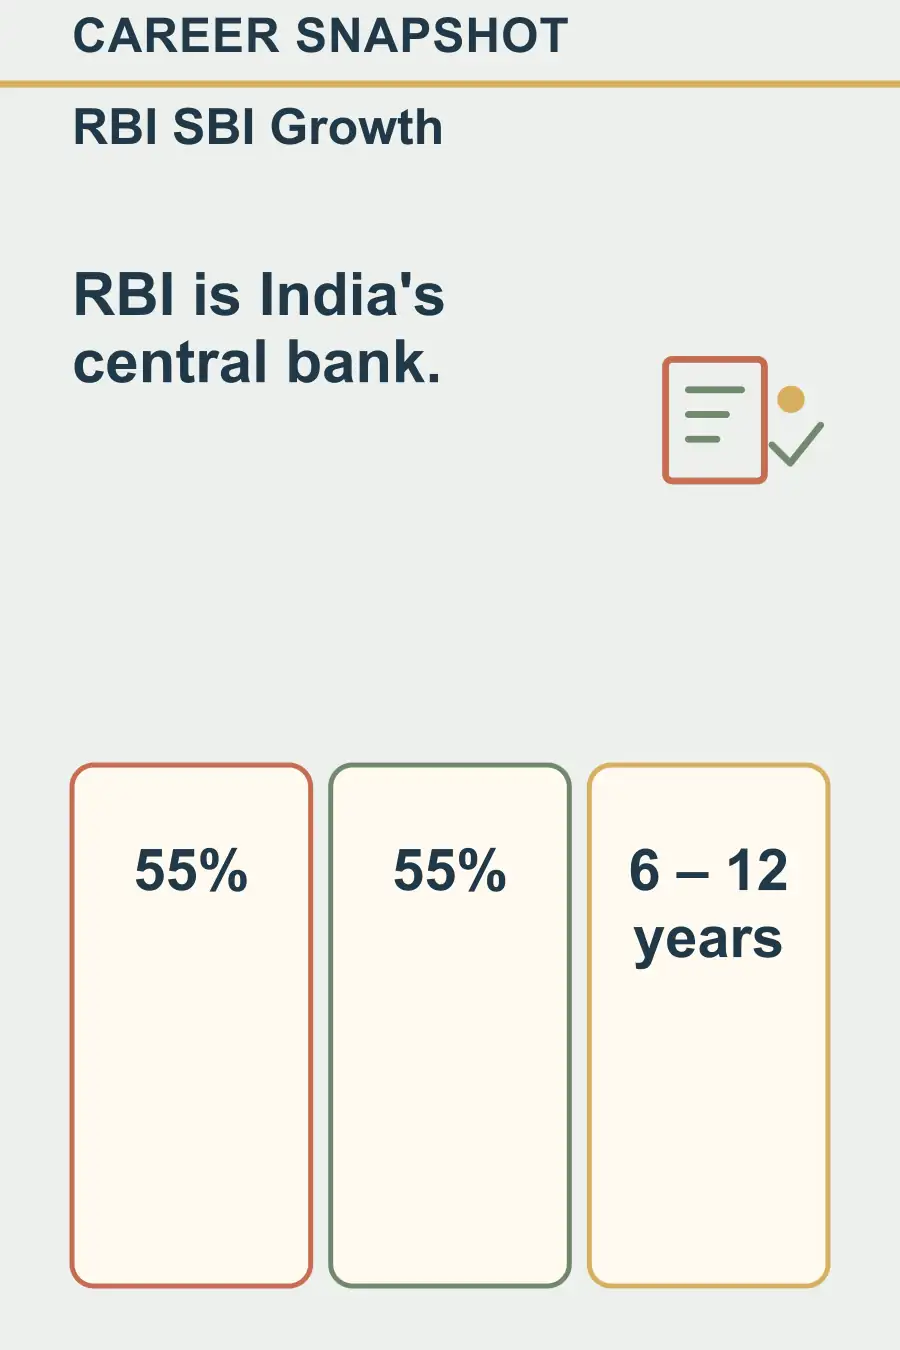 CAREER SNAPSHOT
RBI SBI Growth
RBI is India's
central bank.
55%
55%
6 – 12
years